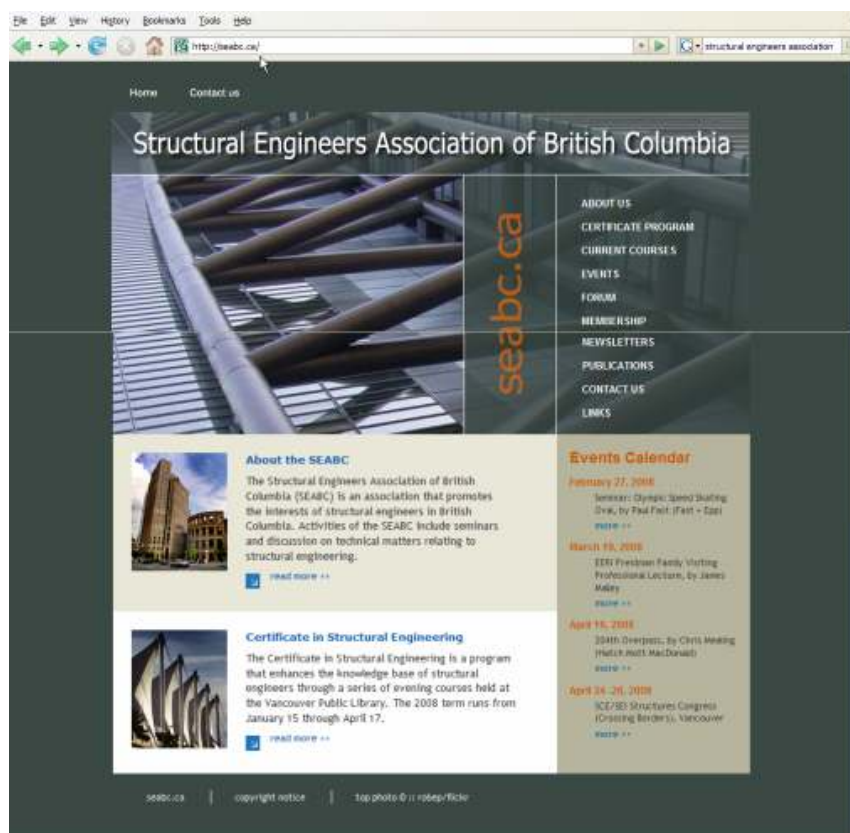 File Edit View History Bookmarks Tools Help
http://seabc.ca/
structural engineers association
Home Contact us
Structural Engineers Association of British Columbia
seabc.ca
ABOUT US
CERTIFICATE PROGRAM
CURRENT COURSES
EVENTS
FORUM
MEMBERSHIP
NEWSLETTERS
PUBLICATIONS
CONTACT US
LINKS
About the SEABC
The Structural Engineers Association of British
Columbia (SEABC) is an association that promotes
the interests of structural engineers in British
Columbia. Activities of the SEABC include seminars
and discussion on technical matters relating to
structural engineering.
read more >>
Certificate in Structural Engineering
The Certificate in Structural Engineering is a program
that enhances the knowledge base of structural
engineers through a series of evening courses held at
the Vancouver Public Library. The 2008 term runs from
January 15 through April 17.
read more >>
Events Calendar
February 27, 2008
Seminar: Olympic Speed Skating
Oval, by Paul Fast (Fast + Epp)
more >>
March 19, 2008
EERI Friedman Family Visiting
Professional Lecture, by James
Malley
more >>
April 16, 2008
204th Overpass, by Chris
(Hatch Mott MacDonald)
more >>
April 24-26, 2008
SCE/SEI Structures Congress
(Crossing Borders), Vancouver
more >>
seabc.ca | copyright notice | top photo © :: robep/flickr